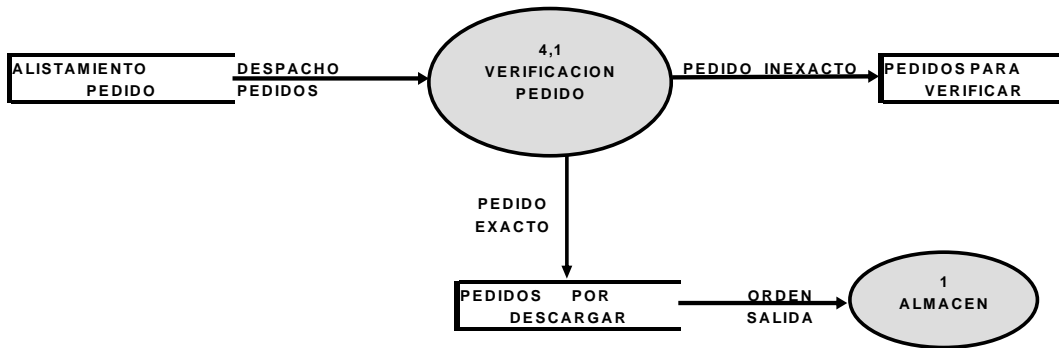 ALISTAMIENTO
PEDIDO
DESPACHO
PEDIDOS
4,1
VERIFICACION
PEDIDO
PEDIDO INEXACTO
PEDIDOS PARA
VERIFICAR
PEDIDO
EXACTO
PEDIDOS POR
DESCARGAR
ORDEN
SALIDA
1
ALMACEN